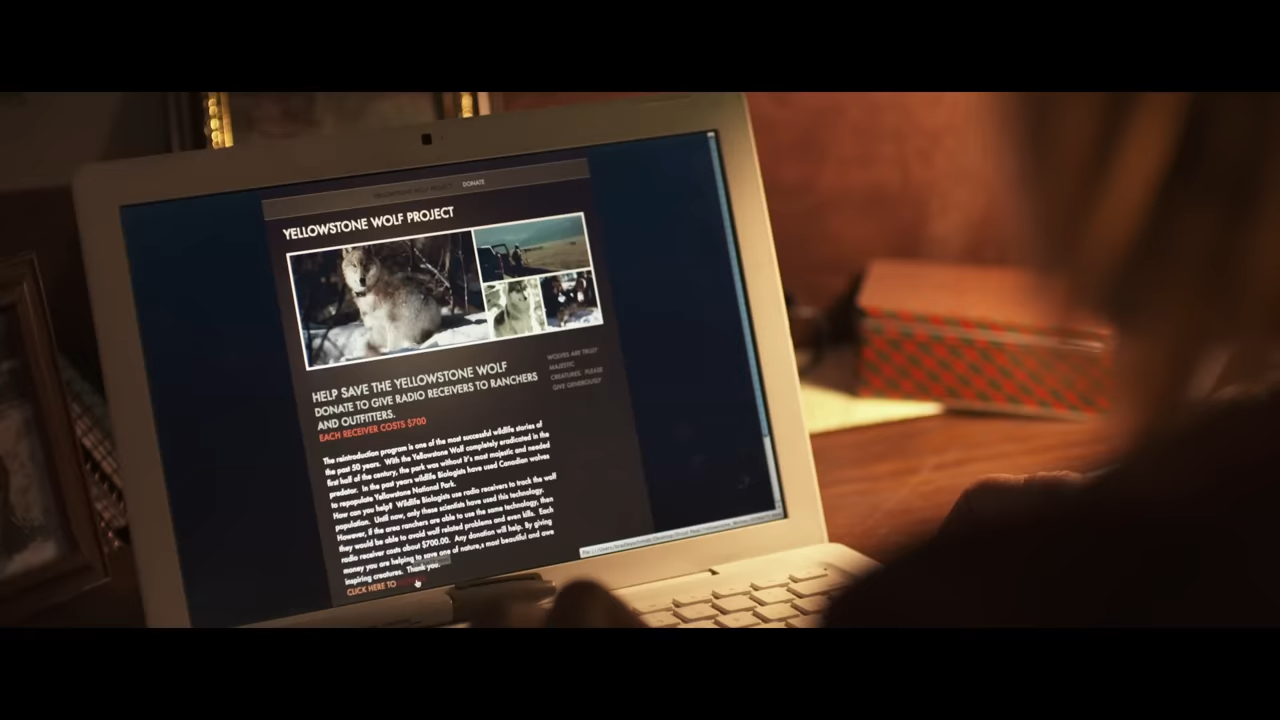 YELLOWSTONE WOLF PROJECT DONATE
YELLOWSTONE WOLF PROJECT
HELP SAVE THE YELLOWSTONE WOLF
DONATE TO GIVE RADIO RECEIVERS TO RANCHERS
AND OUTFITTERS.
EACH RECEIVER COSTS $700
WOLVES ARE TRULY
MAJESTIC
CREATURES. PLEASE
GIVE GENEROUSLY
The reintroduction program is one of the most successful wildlife stories of
the past 50 years. With the Yellowstone Wolf completely eradicated in the
first half of the century, the park was without it's most majestic and needed
predator. In the past years wildlife Biologists have used Canadian wolves
to repopulate Yellowstone National Park.
How can you help? Wildlife Biologists use radio receivers to track the wolf
population. Until now, only these scientists have used this technology.
However, if the area ranchers are able to use the same technology, then
they would be able to avoid wolf related problems and even kills. Each
radio receiver costs about $700.00. Any donation will help. By giving
money you are helping to save one of nature,s most beautiful and awe
inspiring creatures. Thank you.
CLICK HERE TO